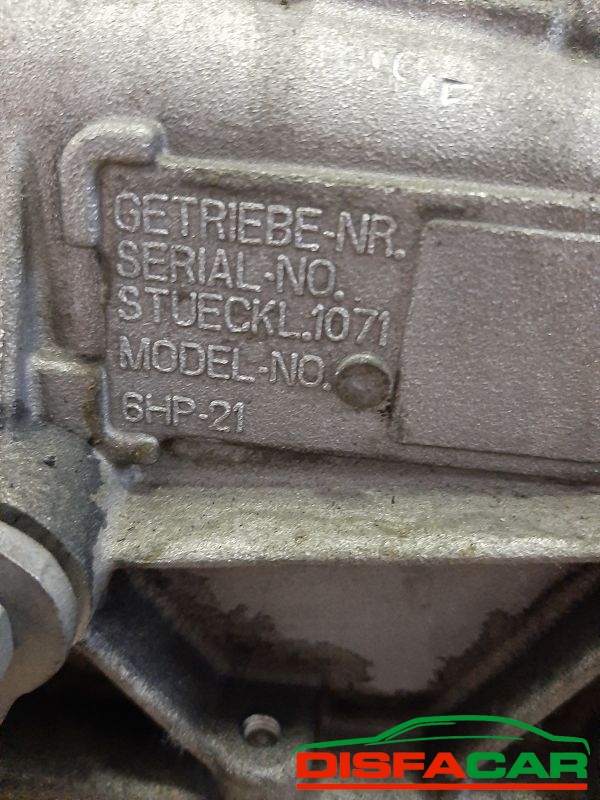 GETRIEBE-NR.
SERIAL-NO.
STUECKL.1071
MODEL-NO.
6HP-21
DISFACAR